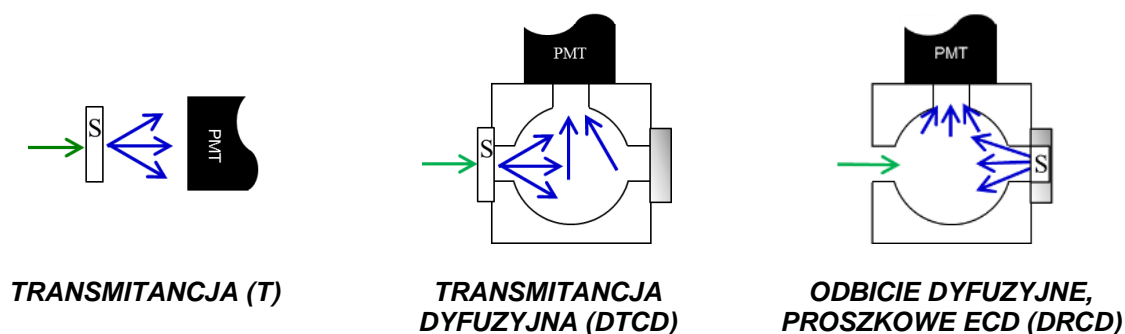 PMT
PMT
S
PMT
S
S
TRANSMITANCJA (T)
TRANSMITANCJA
DYFUZYJNA (DTCD)
ODBICIE DYFUZYJNE,
PROSZKOWE ECD (DRCD)